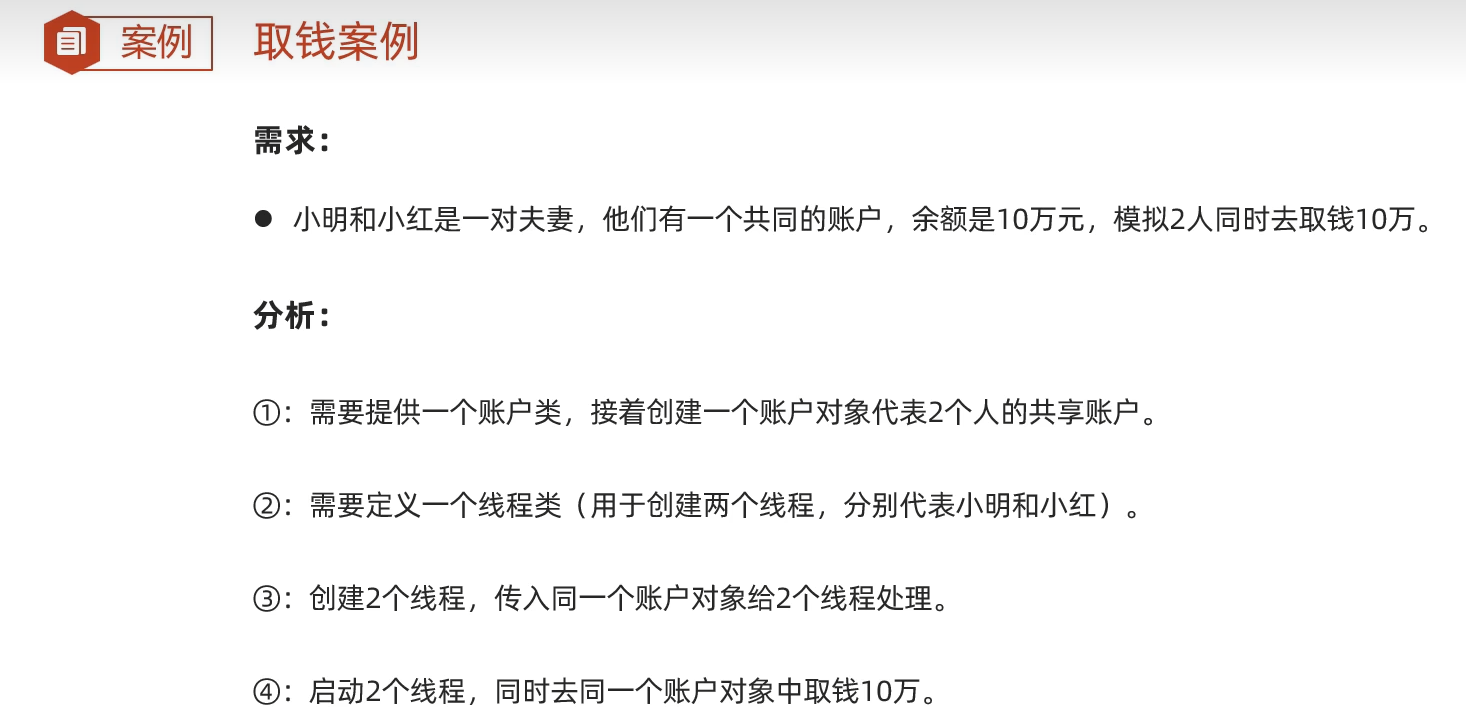 案例 取钱案例
需求：
● 小明和小红是一对夫妻，他们有一个共同的账户，余额是10万元，模拟2人同时去取钱10万。
分析：
①：需要提供一个账户类，接着创建一个账户对象代表2个人的共享账户。
②：需要定义一个线程类（用于创建两个线程，分别代表小明和小红）。
③：创建2个线程，传入同一个账户对象给2个线程处理。
④：启动2个线程，同时去同一个账户对象中取钱10万。